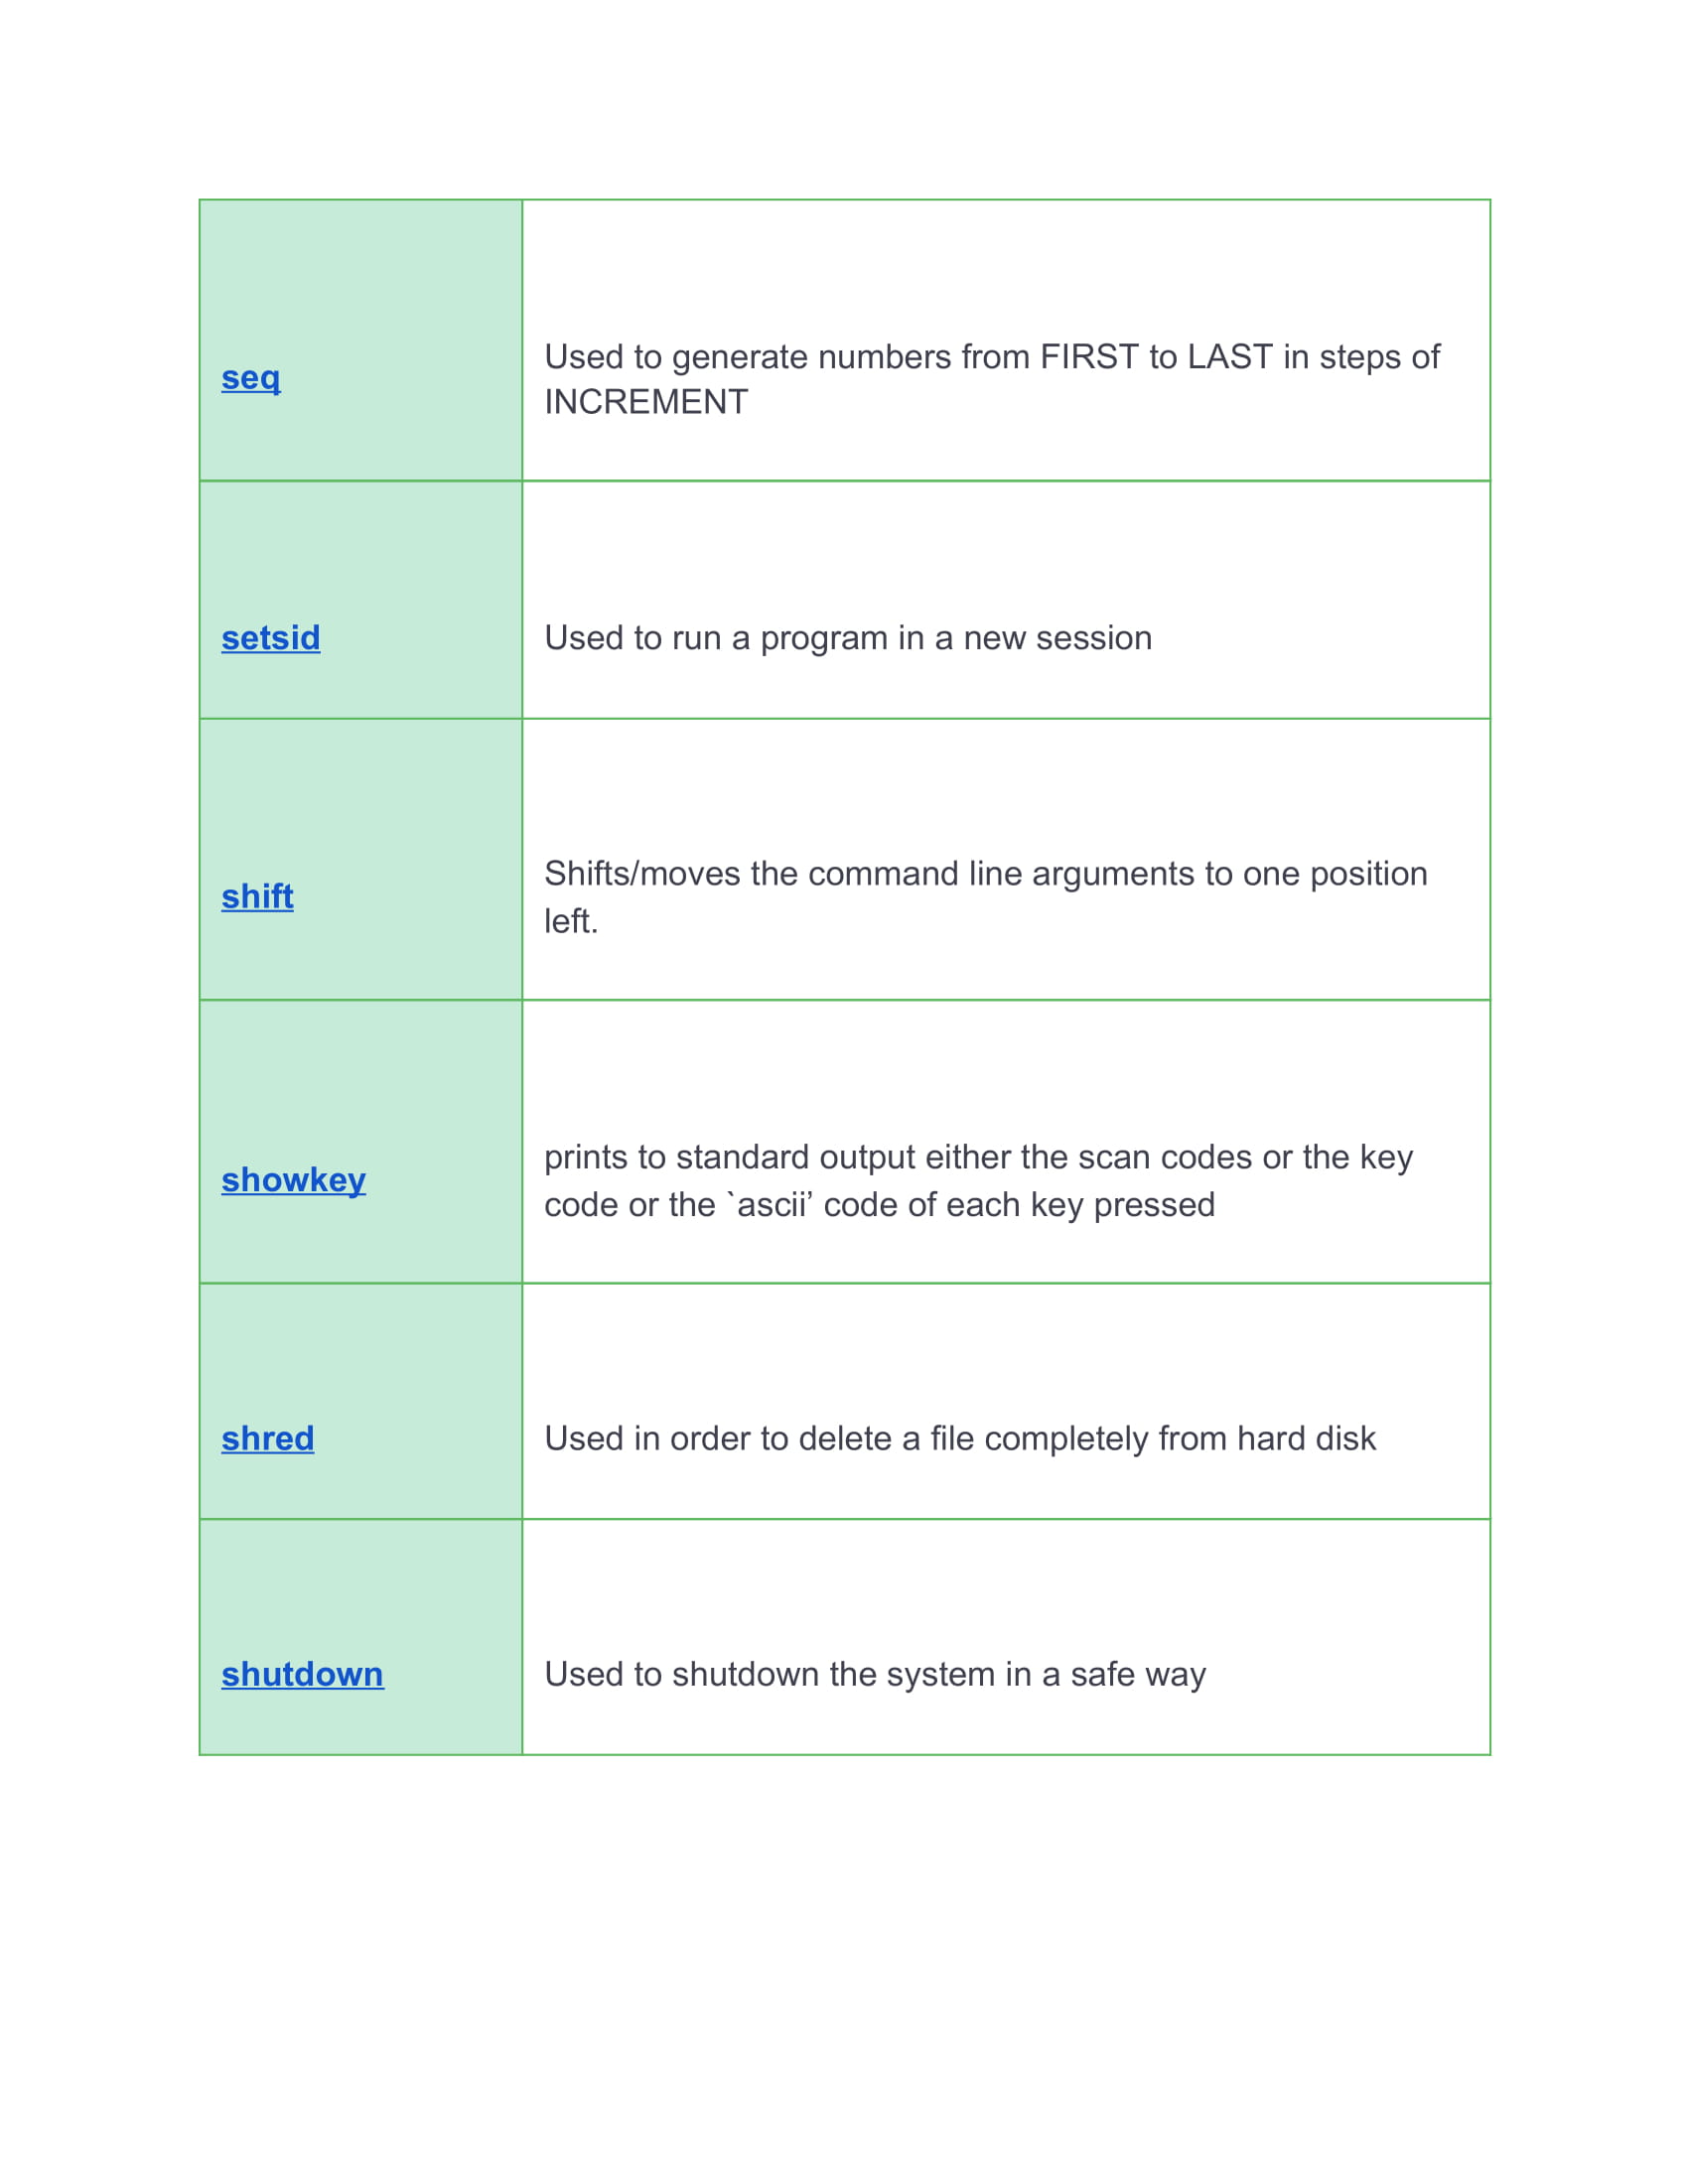 seq
Used to generate numbers from FIRST to LAST in steps of
INCREMENT
setsid
Used to run a program in a new session
shift
Shifts/moves the command line arguments to one position
left.
showkey
prints to standard output either the scan codes or the key
code or the `ascii’ code of each key pressed
shred
Used in order to delete a file completely from hard disk
shutdown
Used to shutdown the system in a safe way